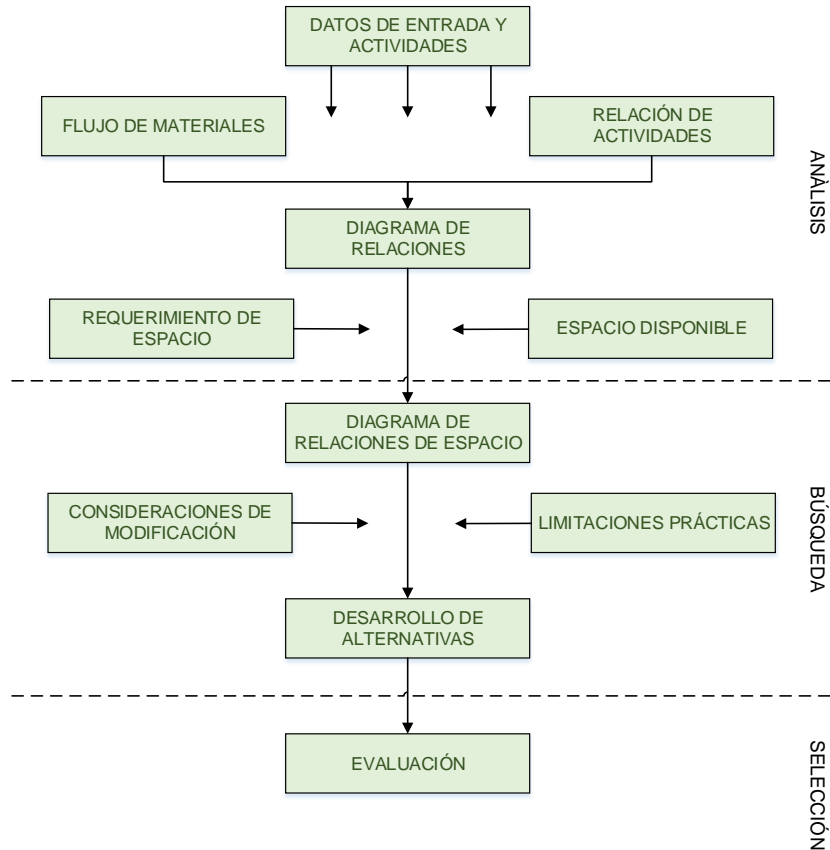 DATOS DE ENTRADA Y
ACTIVIDADES
FLUJO DE MATERIALES
RELACIÓN DE
ACTIVIDADES
ANÀLISIS
DIAGRAMA DE
RELACIONES
REQUERIMIENTO DE
ESPACIO
ESPACIO DISPONIBLE
DIAGRAMA DE
RELACIONES DE ESPACIO
CONSIDERACIONES DE
MODIFICACIÓN
LIMITACIONES PRÁCTICAS
BÚSQUEDA
DESARROLLO DE
ALTERNATIVAS
EVALUACIÓN
SELECCIÓN